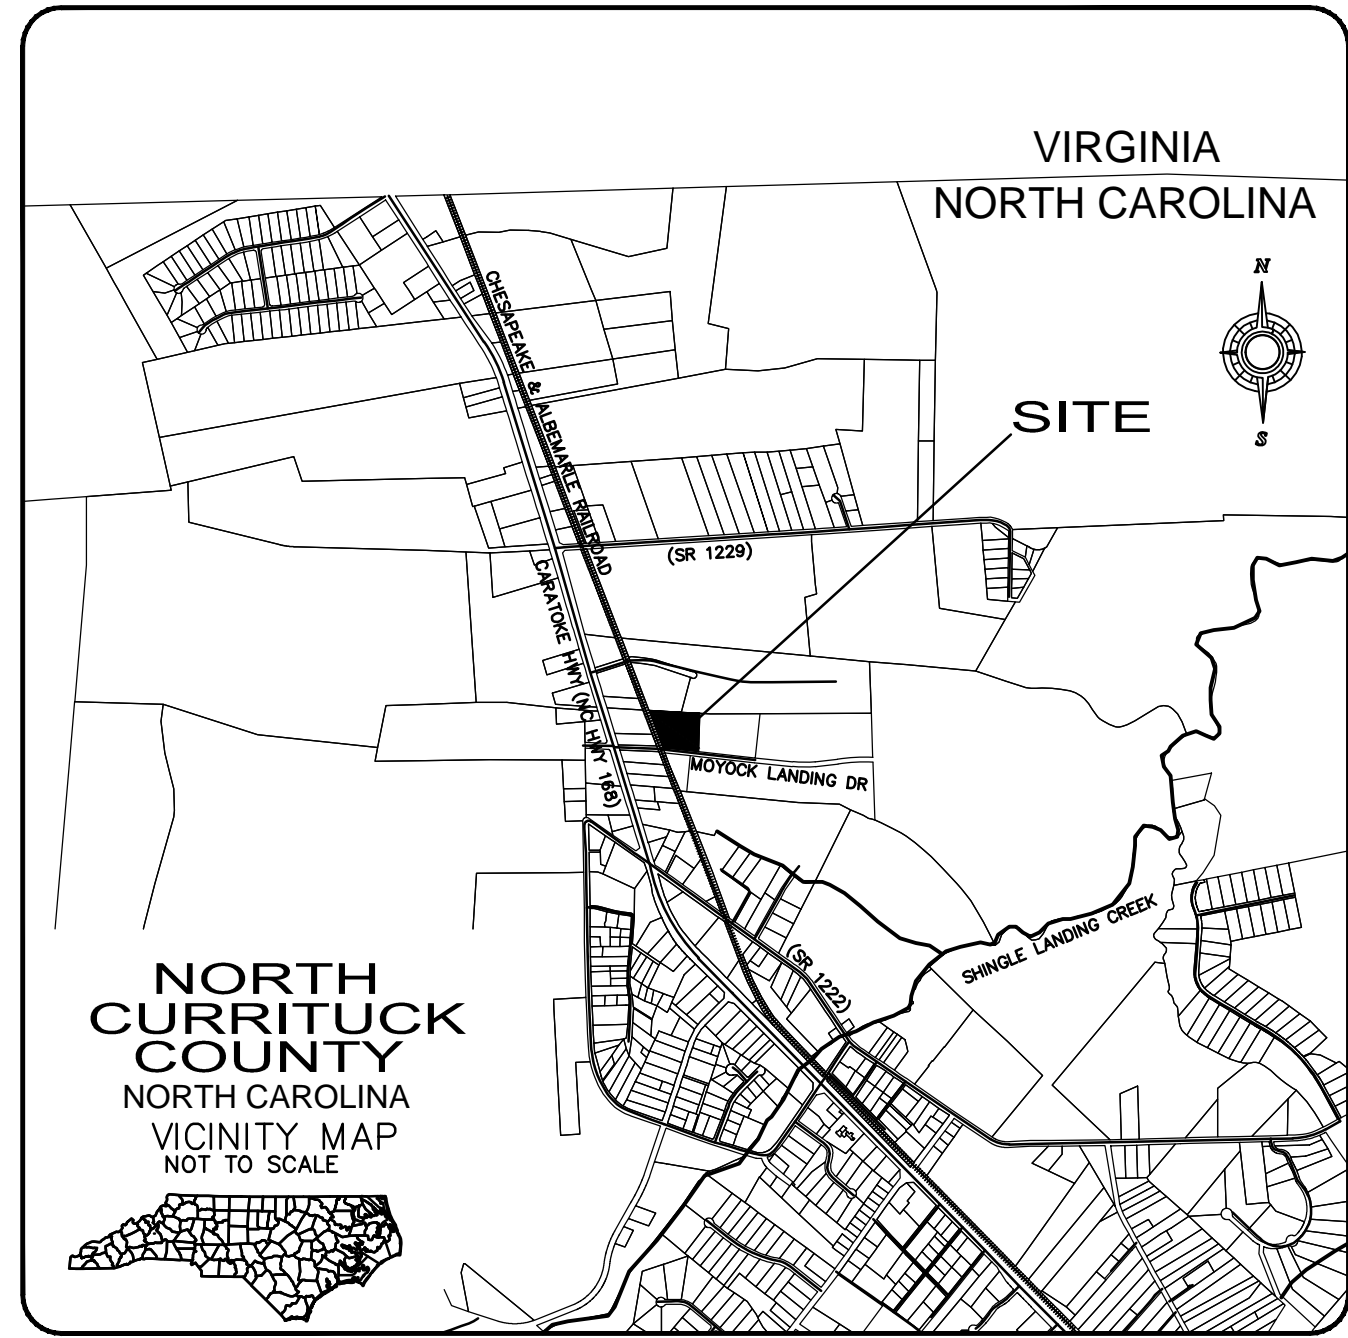 VIRGINIA
NORTH CAROLINA
N
S
SITE
CHESAPEAKE & ALBEMARLE RAILROAD
(SR 1229)
CARATOKE HWY (NC HWY 168)
MOYOCK LANDING DR
SHINGLE LANDING CREEK
(SR 1222)
NORTH
CURRITUCK
COUNTY
NORTH CAROLINA
VICINITY MAP
NOT TO SCALE